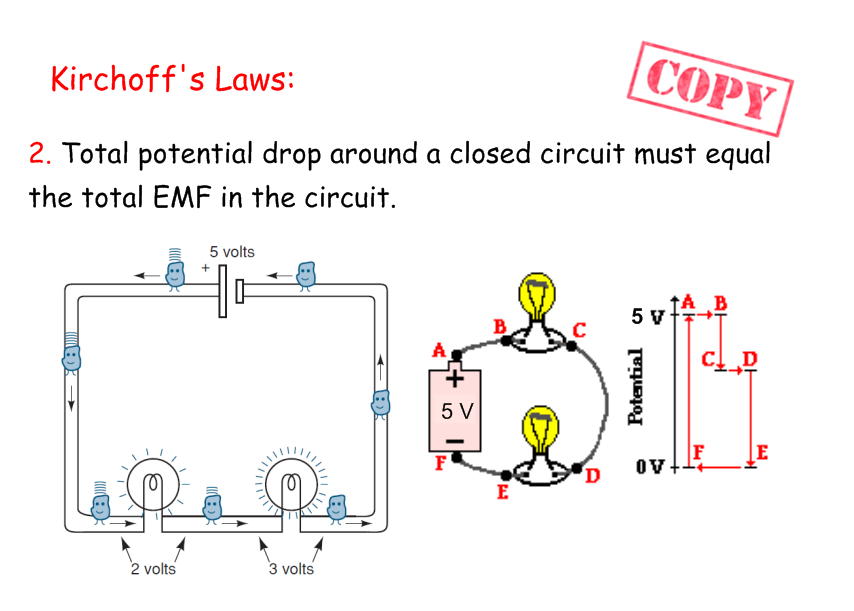 Kirchoff's Laws:
COPY
2. Total potential drop around a closed circuit must equal
the total EMF in the circuit.
5 volts
+
2 volts
3 volts
A
B
C
+
5 V
−
F
E
D
Potential
5 V
0 V
A
B
C
D
F
E